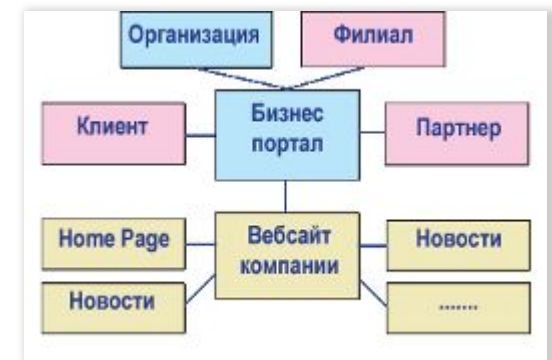 Организация
Филиал
Клиент
Бизнес
портал
Партнер
Home Page
Вебсайт
компании
Новости
Новости
.......